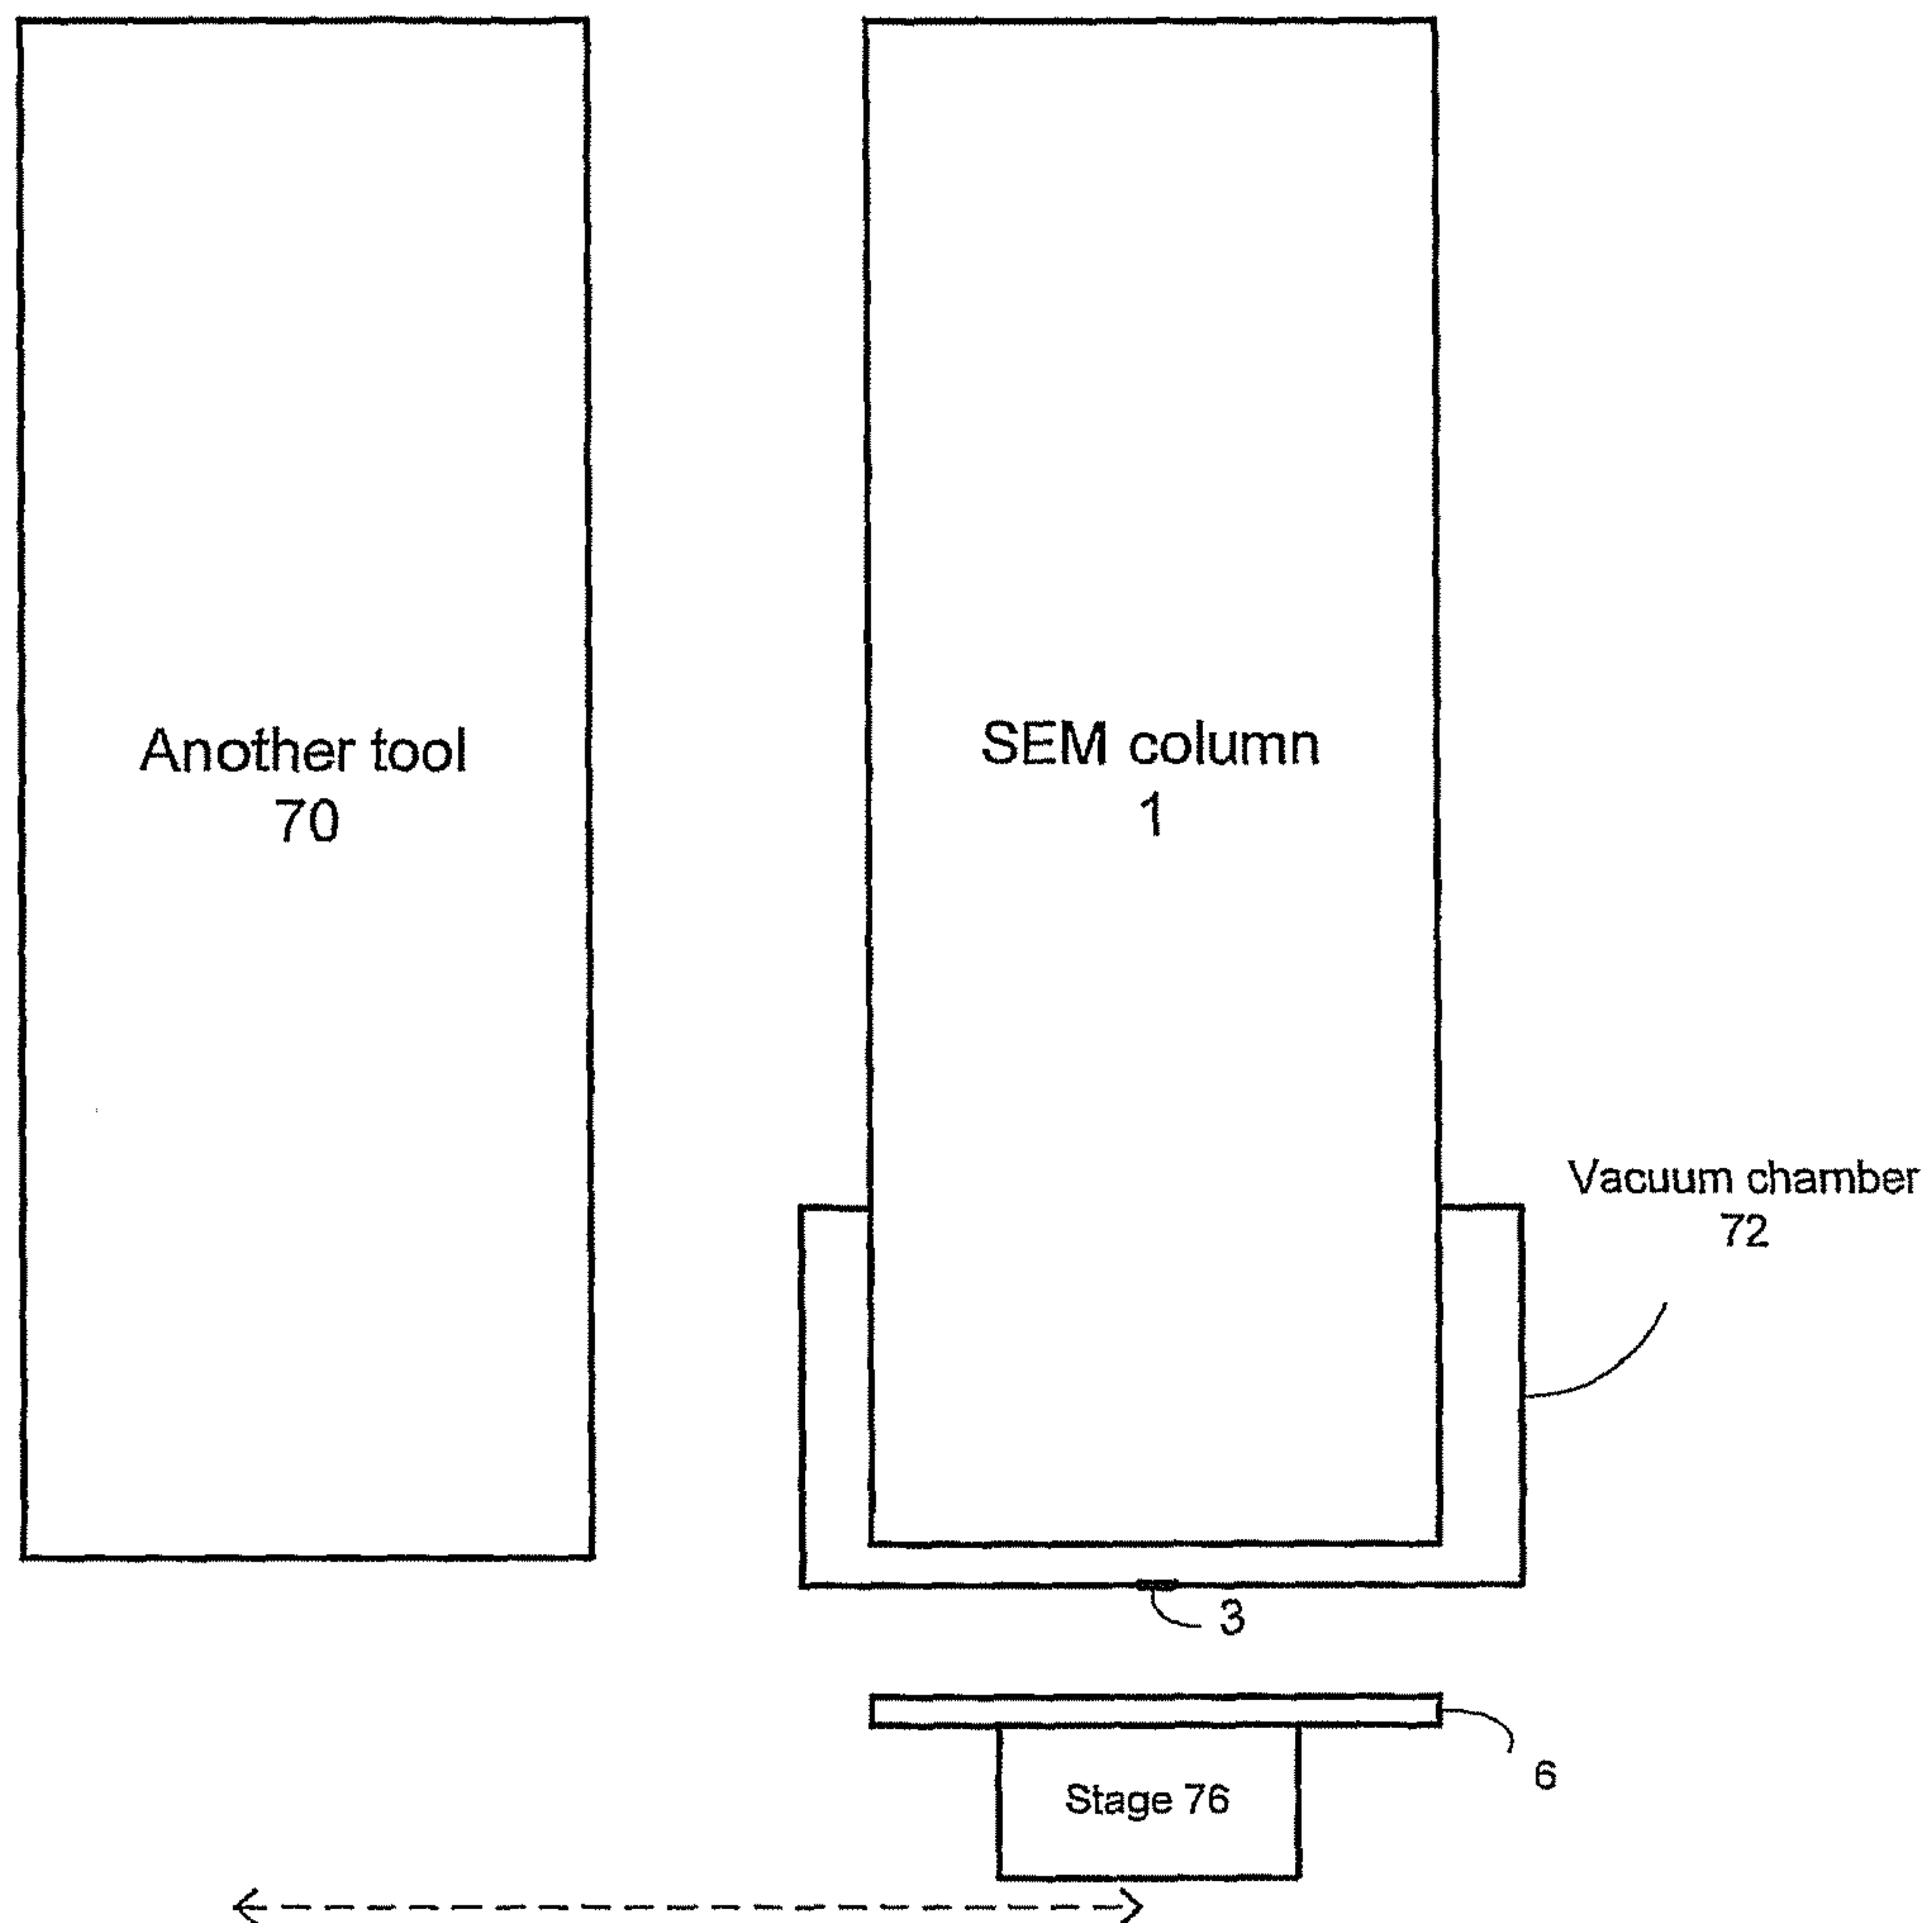 Another tool
70
SEM column
1
Vacuum chamber
72
3
6
Stage 76